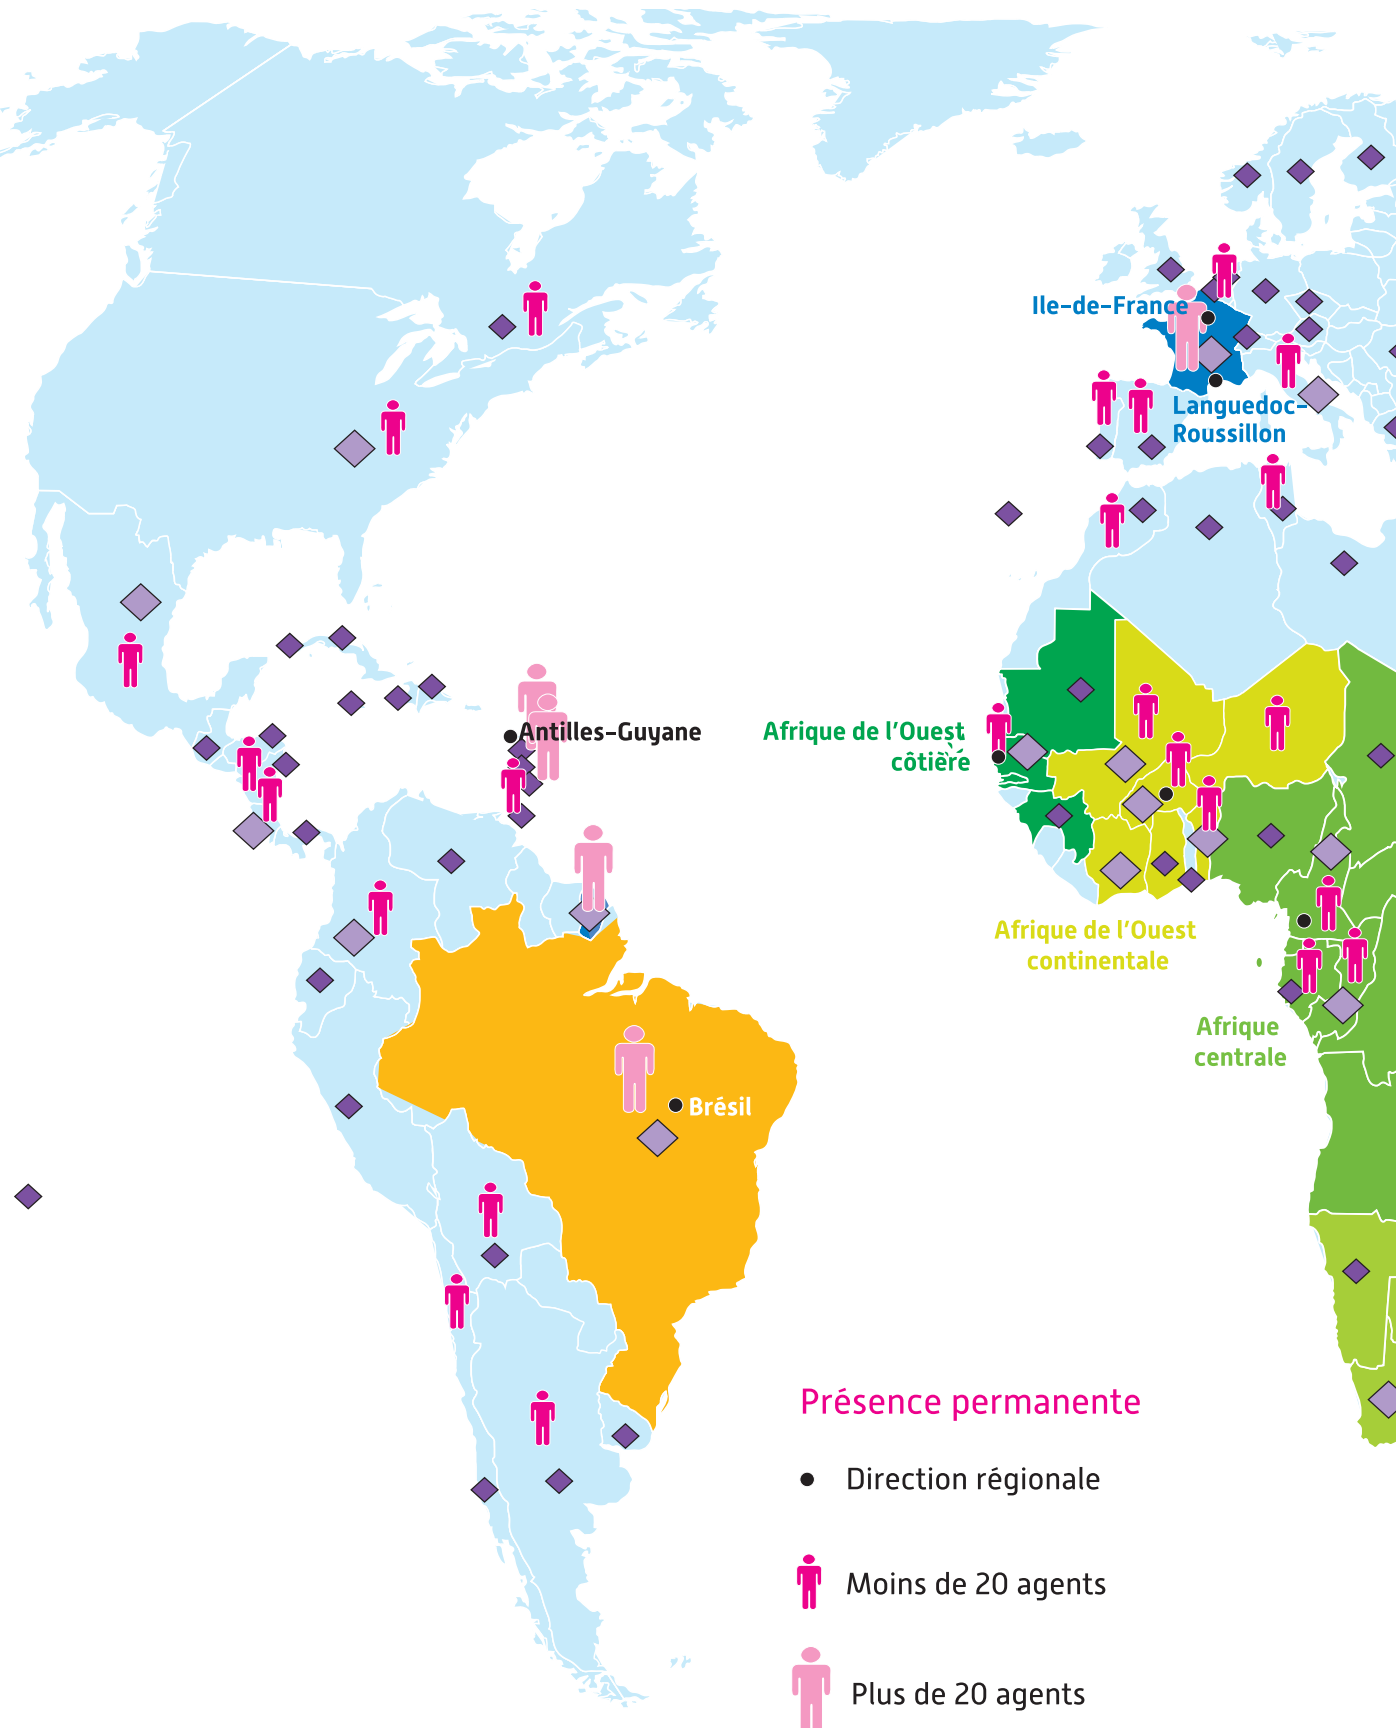 Ile-de-France
Languedoc-
Roussillon
Antilles-Guyane
Afrique de l'Ouest
côtière
Afrique de l'Ouest
continentale
Afrique
centrale
Brésil
Présence permanente
Direction régionale
Moins de 20 agents
Plus de 20 agents